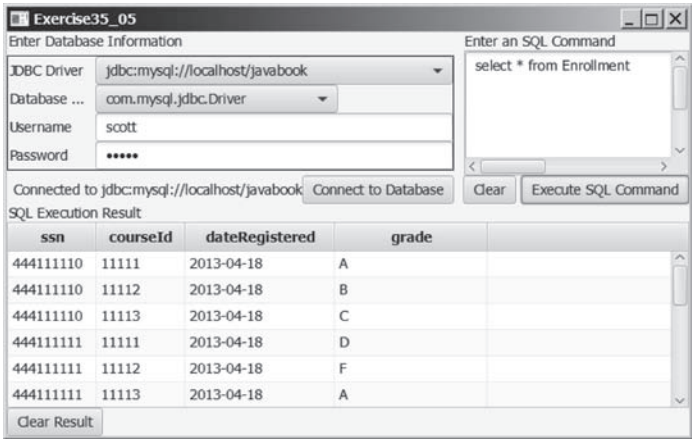 Exercise35_05
Enter Database Information
JDBC Driver jdbc:mysql://localhost/javabook
Database ... com.mysql.jdbc.Driver
Username scott
Password •••••
Connected to jdbc:mysql://localhost/javabook Connect to Database
Enter an SQL Command
select * from Enrollment
Clear Execute SQL Command
SQL Execution Result
ssn courseId dateRegistered grade
444111110 11111 2013-04-18 A
444111110 11112 2013-04-18 B
444111110 11113 2013-04-18 C
444111111 11111 2013-04-18 D
444111111 11112 2013-04-18 F
444111111 11113 2013-04-18 A
Clear Result